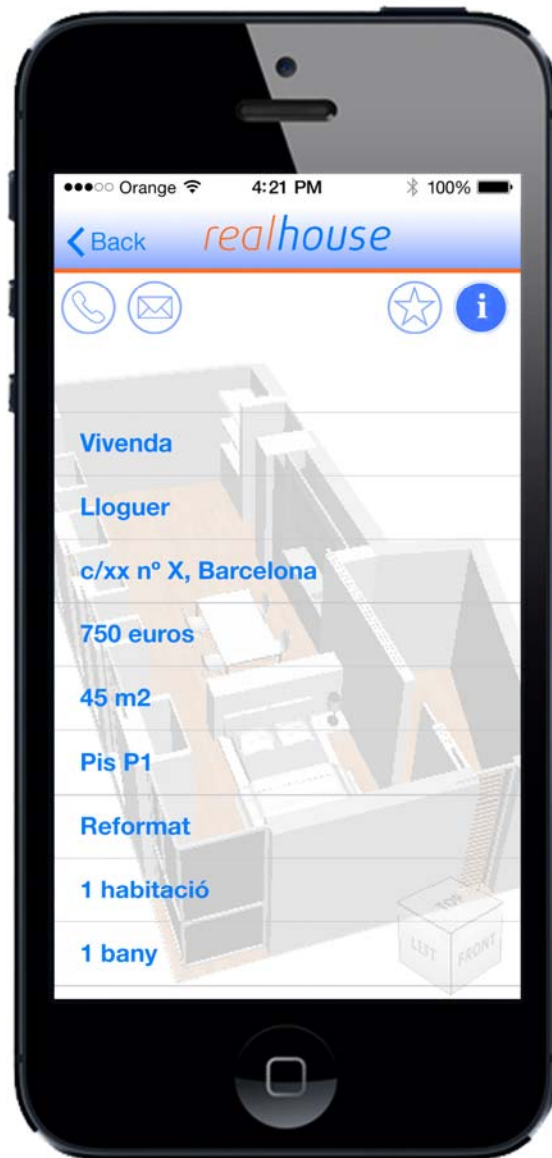 Orange 4:21 PM 100%
Back realhouse
i
Vivenda
Lloguer
c/xx nº X, Barcelona
750 euros
45 m2
Pis P1
Reformat
1 habitació
1 bany
TOP
LEFT FRONT